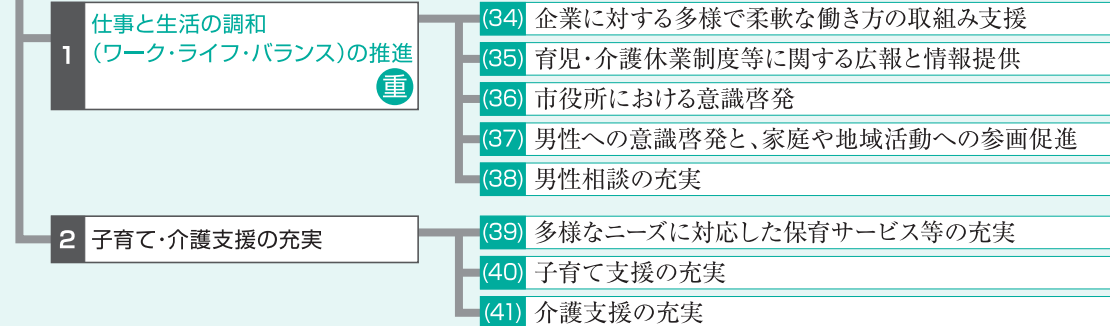 1 仕事と生活の調和
(ワーク・ライフ・バランス)の推進
重
(34) 企業に対する多様で柔軟な働き方の取組み支援
(35) 育児・介護休業制度等に関する広報と情報提供
(36) 市役所における意識啓発
(37) 男性への意識啓発と、家庭や地域活動への参画促進
(38) 男性相談の充実
2 子育て・介護支援の充実
(39) 多様なニーズに対応した保育サービス等の充実
(40) 子育て支援の充実
(41) 介護支援の充実